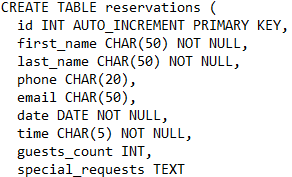 CREATE TABLE reservations (
  id INT AUTO_INCREMENT PRIMARY KEY,
  first_name CHAR(50) NOT NULL,
  last_name CHAR(50) NOT NULL,
  phone CHAR(20),
  email CHAR(50),
  date DATE NOT NULL,
  time CHAR(5) NOT NULL,
  guests_count INT,
  special_requests TEXT